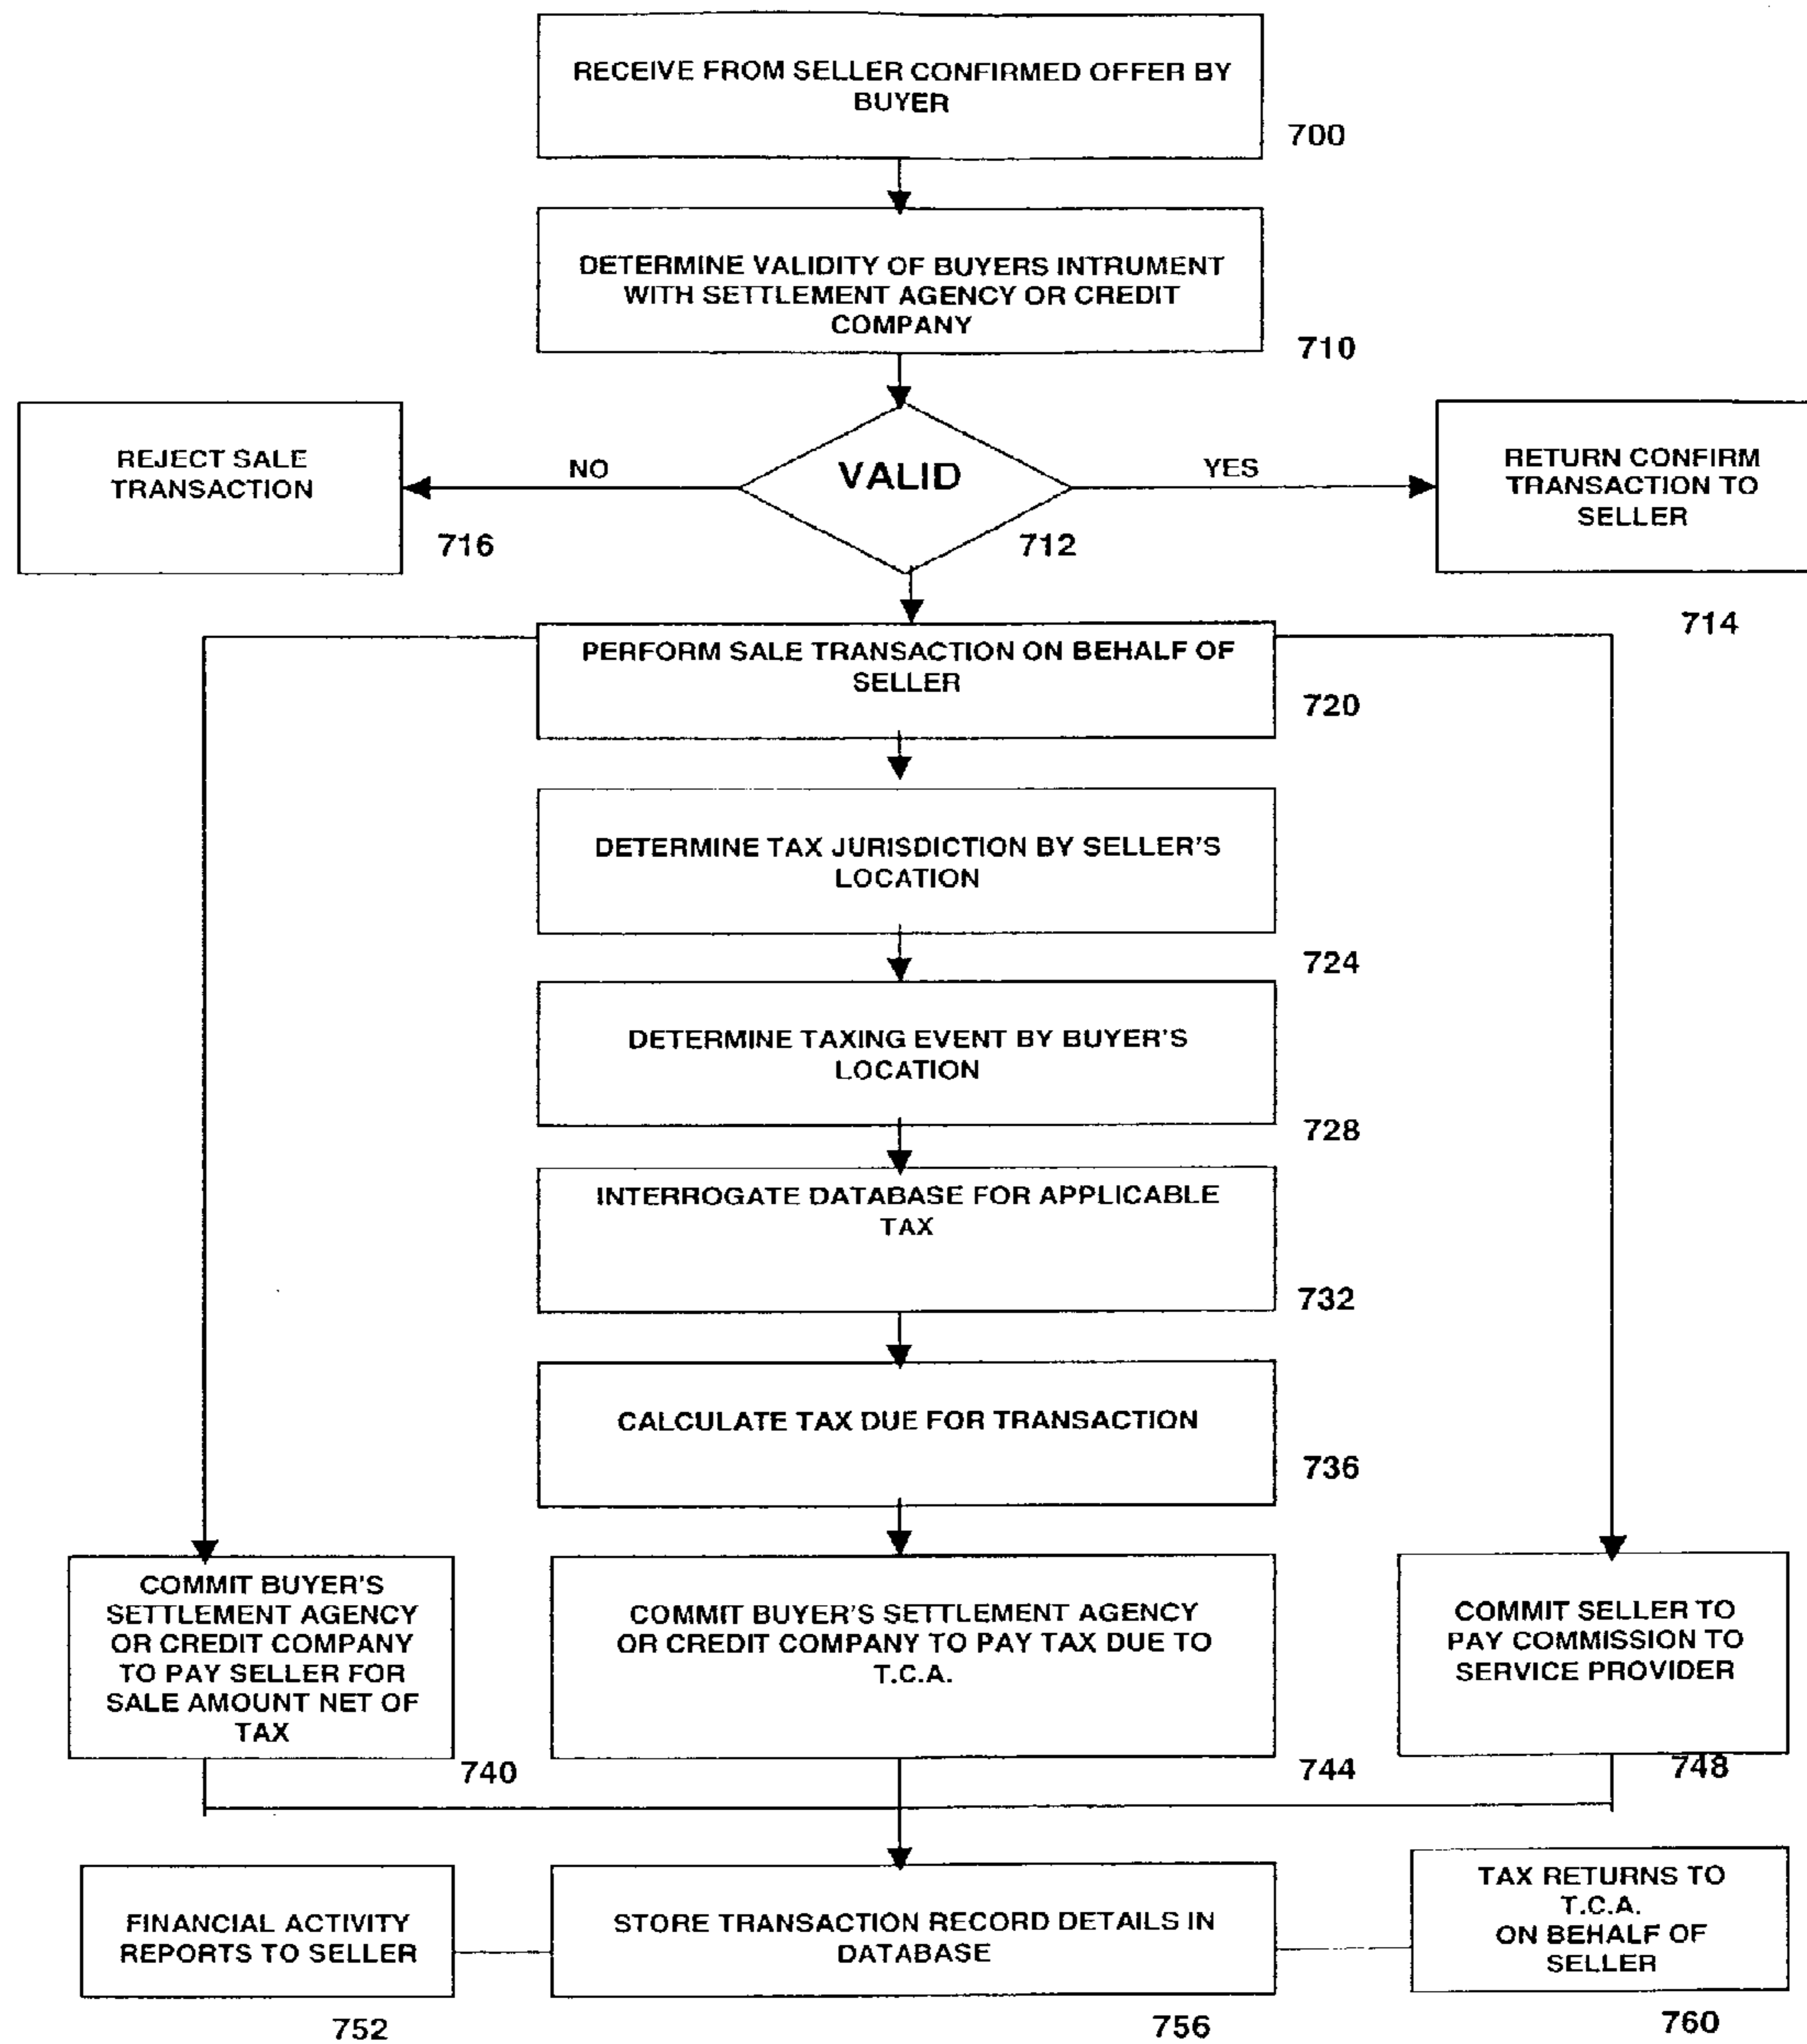 RECEIVE FROM SELLER CONFIRMED OFFER BY
BUYER
700
DETERMINE VALIDITY OF BUYERS INTRUMENT
WITH SETTLEMENT AGENCY OR CREDIT
COMPANY
710
REJECT SALE
TRANSACTION
716
NO
VALID
712
YES
RETURN CONFIRM
TRANSACTION TO
SELLER
714
PERFORM SALE TRANSACTION ON BEHALF OF
SELLER
720
DETERMINE TAX JURISDICTION BY SELLER'S
LOCATION
724
DETERMINE TAXING EVENT BY BUYER'S
LOCATION
728
INTERROGATE DATABASE FOR APPLICABLE
TAX
732
CALCULATE TAX DUE FOR TRANSACTION
736
COMMIT BUYER'S
SETTLEMENT AGENCY
OR CREDIT COMPANY
TO PAY SELLER FOR
SALE AMOUNT NET OF
TAX
740
COMMIT BUYER'S SETTLEMENT AGENCY
OR CREDIT COMPANY TO PAY TAX DUE TO
T.C.A.
744
COMMIT SELLER TO
PAY COMMISSION TO
SERVICE PROVIDER
748
FINANCIAL ACTIVITY
REPORTS TO SELLER
752
STORE TRANSACTION RECORD DETAILS IN
DATABASE
756
TAX RETURNS TO
T.C.A.
ON BEHALF OF
SELLER
760